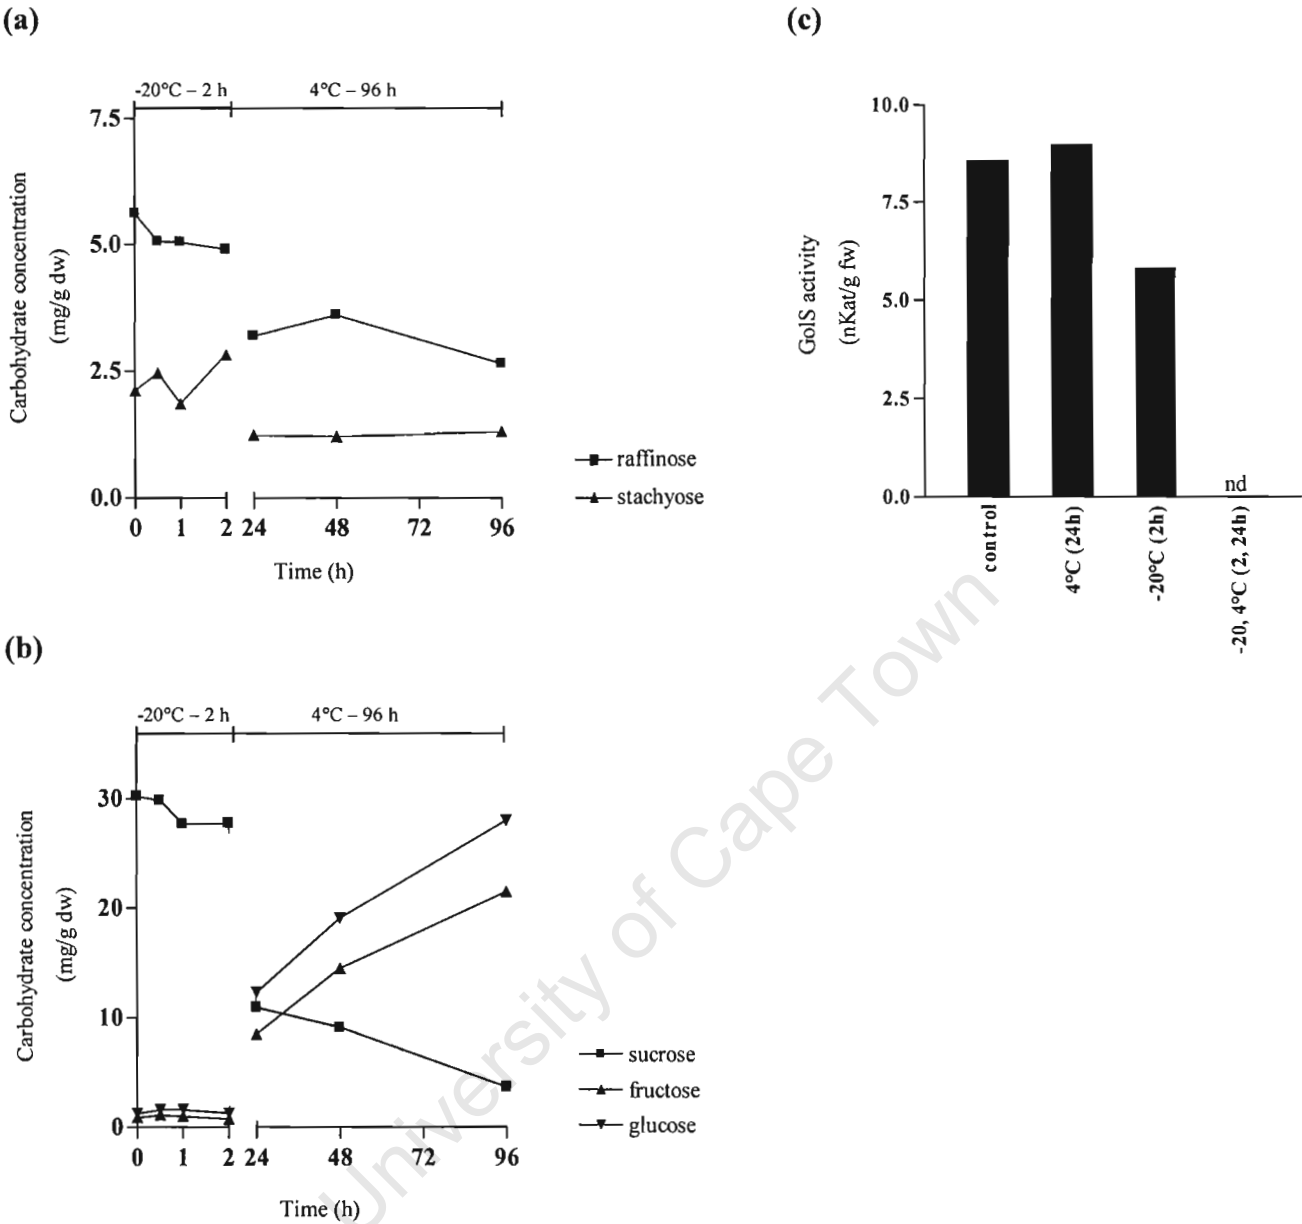 (a)
-20°C – 2 h 4°C – 96 h
Carbohydrate concentration
(mg/g dw)
7.5
5.0
2.5
0.0
0 1 2 24 48 72 96
Time (h)
raffinose
stachyose
(b)
-20°C – 2 h 4°C – 96 h
Carbohydrate concentration
(mg/g dw)
30
20
10
0
0 1 2 24 48 72 96
Time (h)
sucrose
fructose
glucose
(c)
GolS activity
(nKat/g fw)
10.0
7.5
5.0
2.5
0.0
nd
control
4°C (24h)
-20°C (2h)
-20, 4°C (2, 24h)
University of Cape Town